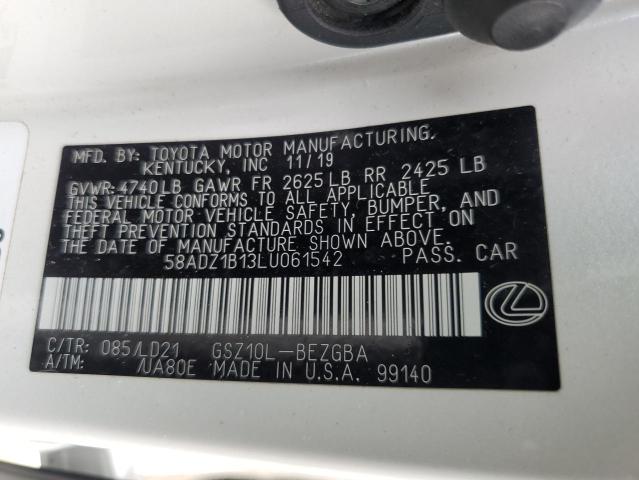 MFD. BY: TOYOTA MOTOR MANUFACTURING,
KENTUCKY, INC 11/19
GVWR: 4740LB GAWR FR 2625LB RR 2425 LB
THIS VEHICLE CONFORMS TO ALL APPLICABLE
FEDERAL MOTOR VEHICLE SAFETY, BUMPER, AND
THEFT PREVENTION STANDARDS IN EFFECT ON
THE DATE OF MANUFACTURE SHOWN ABOVE.
58ADZ1B13LU061542 PASS. CAR
C/TR: 085/LD21 GSZ10L-BEZGBA
A/TM: /UA80E MADE IN U.S.A. 99140